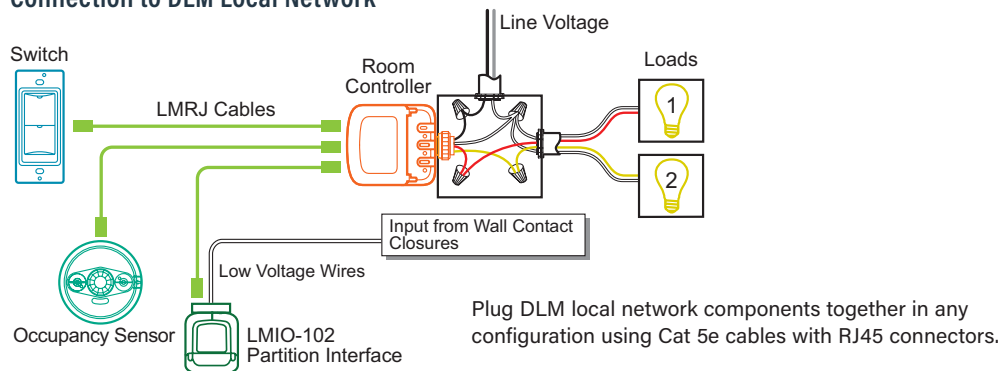 Connection to DLM Local Network
Line Voltage
Switch
Room
Controller
Loads
LMRJ Cables
1
2
Input from Wall Contact
Closures
Low Voltage Wires
Occupancy Sensor
LMIO-102
Partition Interface
Plug DLM local network components together in any
configuration using Cat 5e cables with RJ45 connectors.